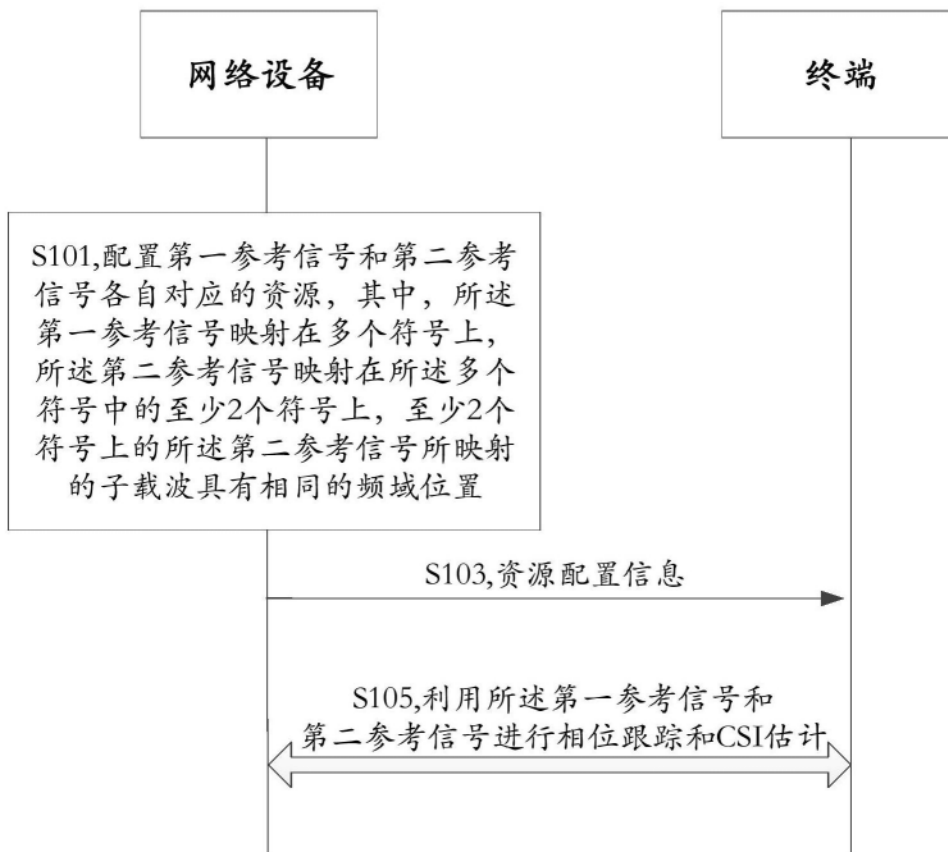 网络设备
终端
S101,配置第一参考信号和第二参考
信号各自对应的资源，其中，所述
第一参考信号映射在多个符号上，
所述第二参考信号映射在所述多个
符号中的至少2个符号上，至少2个
符号上的所述第二参考信号所映射
的子载波具有相同的频域位置
S103,资源配置信息
S105,利用所述第一参考信号和
第二参考信号进行相位跟踪和CSI估计